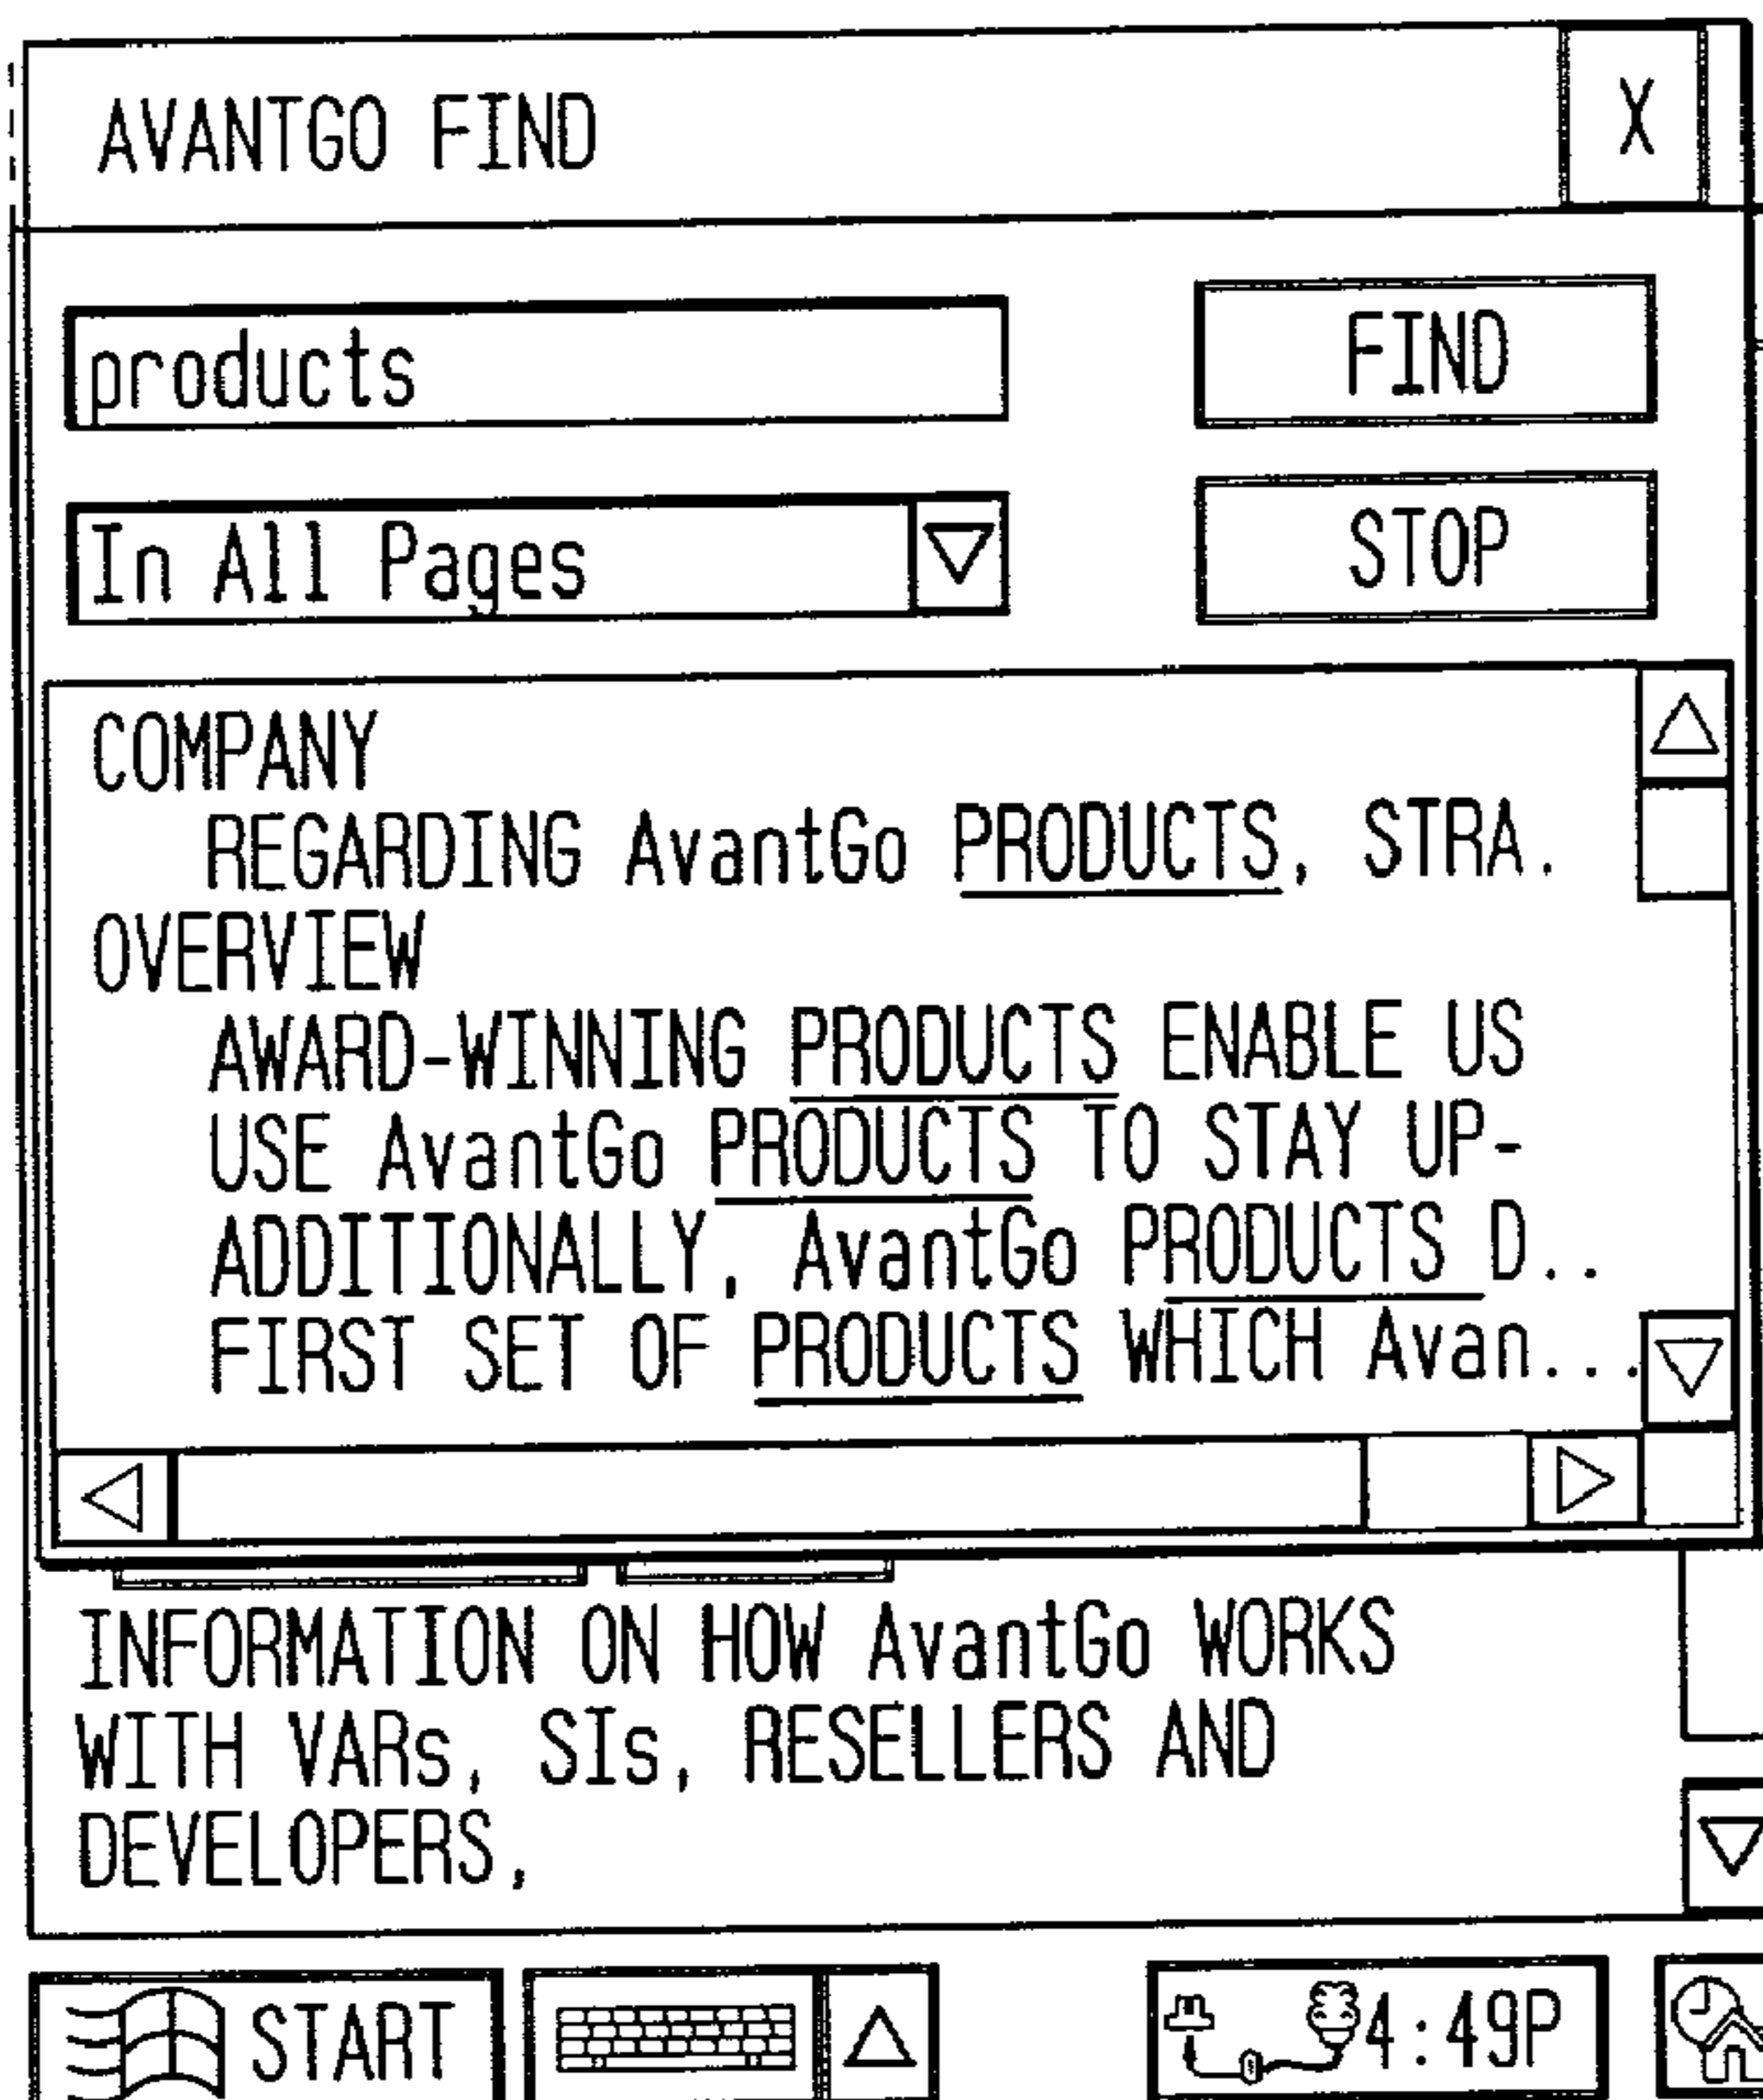 AVANTGO FIND X
products FIND
In All Pages STOP
COMPANY
REGARDING AvantGo PRODUCTS, STRA.
OVERVIEW
AWARD-WINNING PRODUCTS ENABLE US
USE AvantGo PRODUCTS TO STAY UP-
ADDITIONALLY, AvantGo PRODUCTS D..
FIRST SET OF PRODUCTS WHICH Avan...
INFORMATION ON HOW AvantGo WORKS
WITH VARs, SIs, RESELLERS AND
DEVELOPERS,
START 4:49P